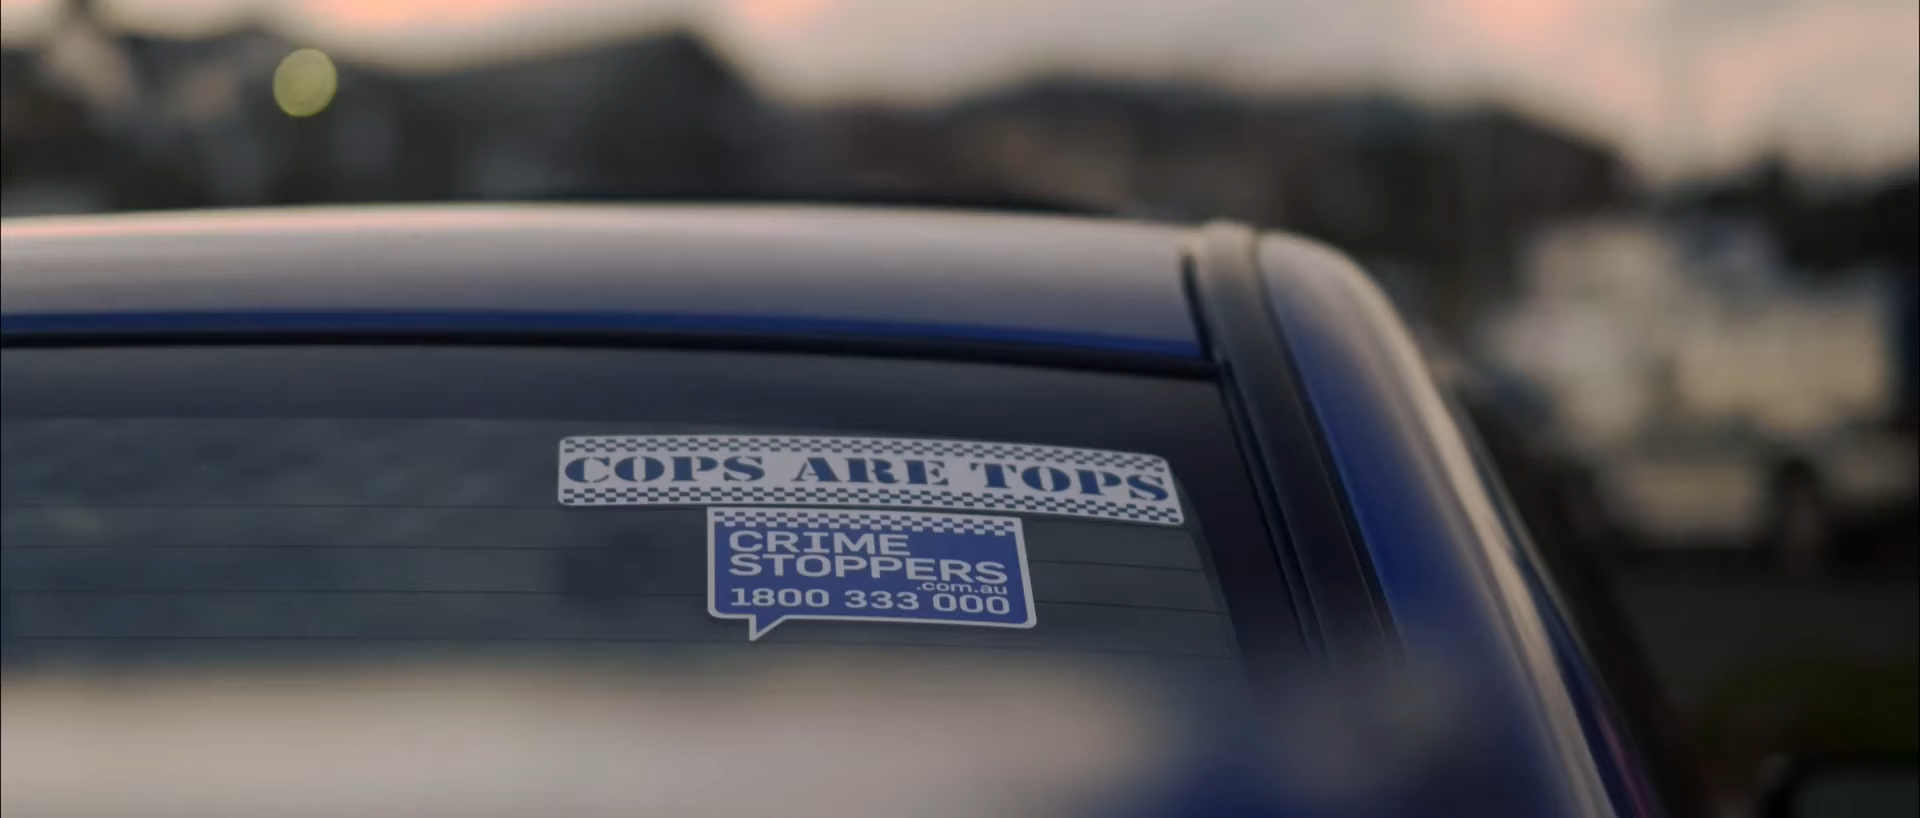 COPS ARE TOPS
CRIME
STOPPERS
.com.au
1800 333 000